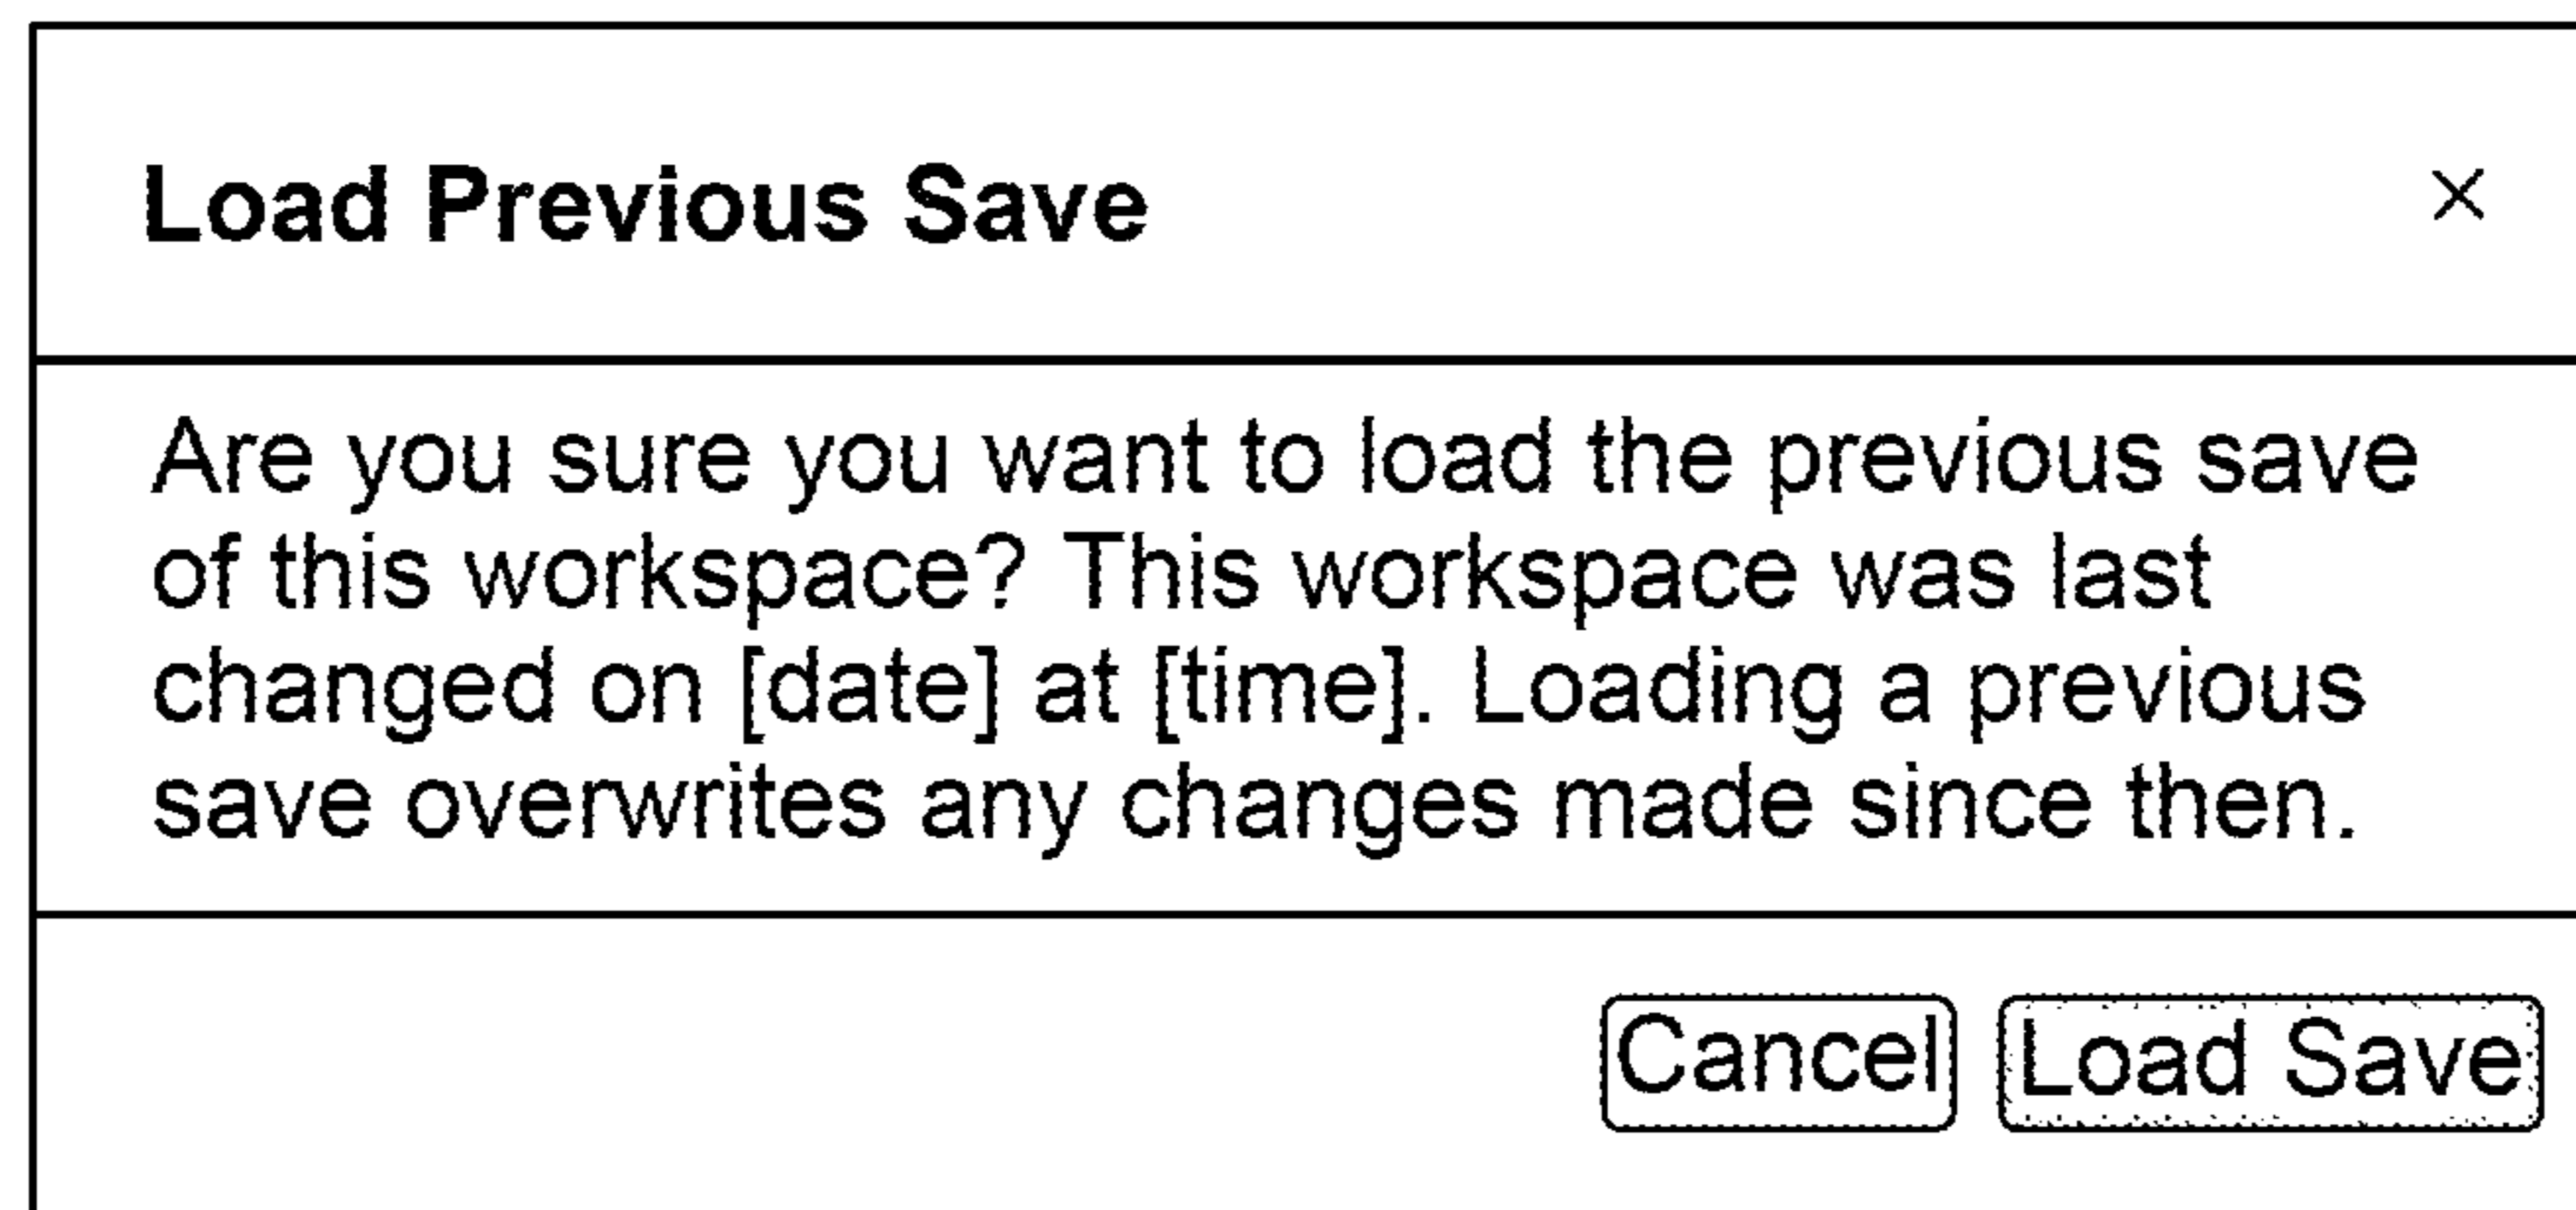 Load Previous Save ×
Are you sure you want to load the previous save
of this workspace? This workspace was last
changed on [date] at [time]. Loading a previous
save overwrites any changes made since then.
Cancel Load Save